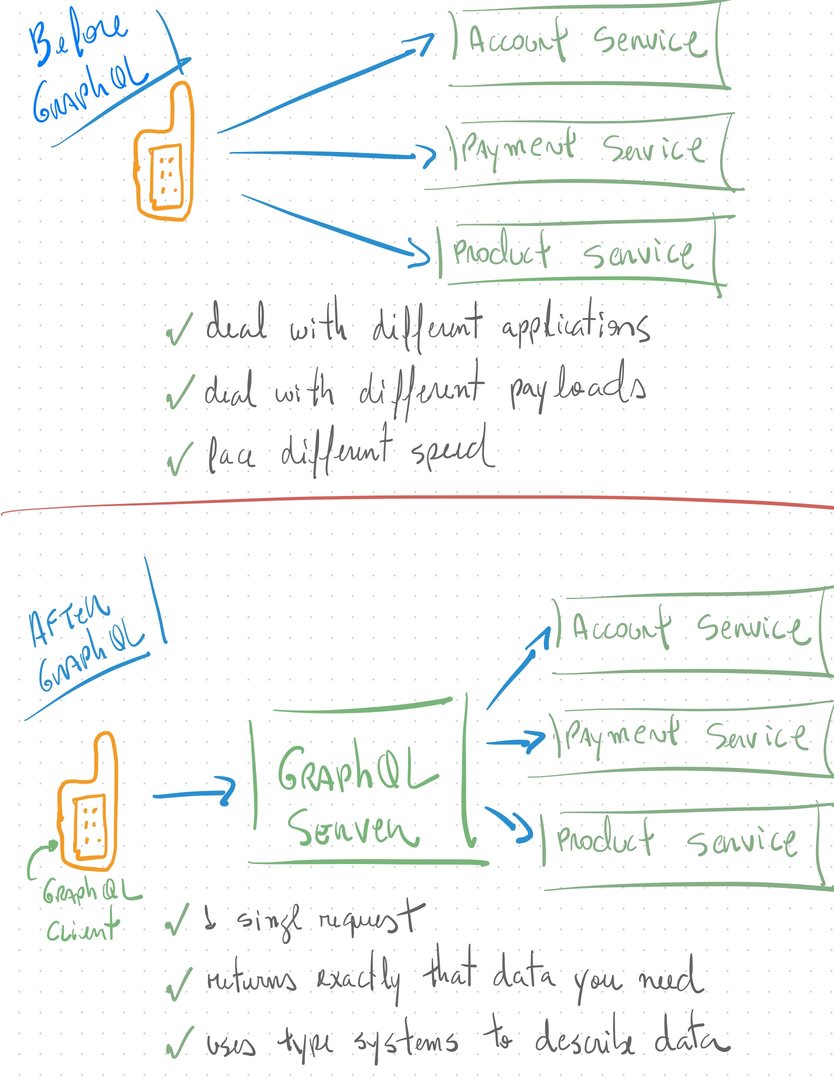 Before
GraphQL
Account Service
Payment Service
Product Service
deal with different applications
deal with different payloads
face different speed
After
GraphQL
Account Service
Payment Service
Product Service
GraphQL
Server
GraphQL
Client
1 singl request
returns exactly that data you need
uses type systems to describe data